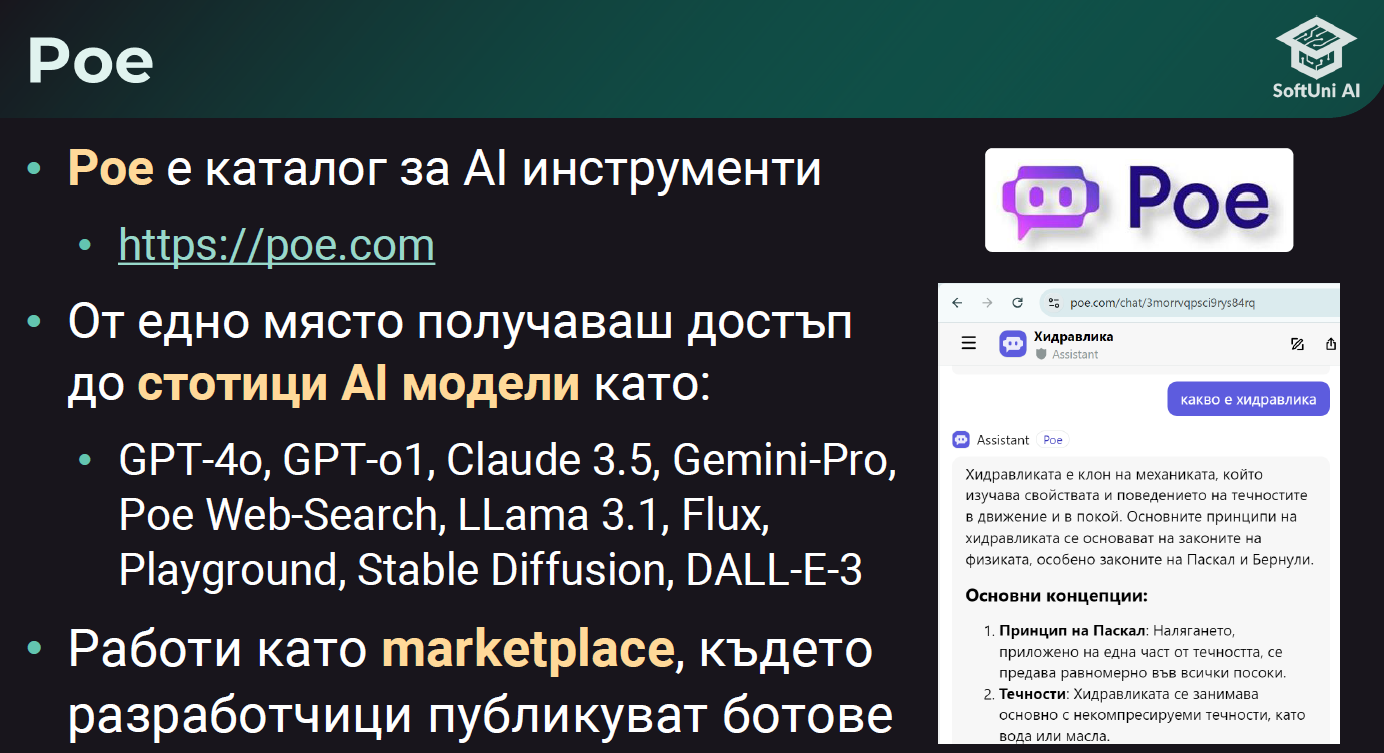 Poe
SoftUni AI
Poe е каталог за AI инструменти
https://poe.com
От едно място получаваш достъп
до стотици AI модели като:
GPT-4o, GPT-o1, Claude 3.5, Gemini-Pro,
Poe Web-Search, LLama 3.1, Flux,
Playground, Stable Diffusion, DALL-E-3
Работи като marketplace, където
разработчици публикуват ботове
Poe
poe.com/chat/3morrvqpsci9rys84rq
Хидравлика
Assistant
какво е хидравлика
Assistant Poe
Хидравликата е клон на механиката, който
изучава свойствата и поведението на течностите
в движение и в покой. Основните принципи на
хидравликата се основават на законите на
физиката, особено законите на Паскал и Бернули.
Основни концепции:
1. Принцип на Паскал: Налягането,
приложено на една част от течността, се
предава равномерно във всички посоки.
2. Течности: Хидравликата се занимава
основно с некомпресируеми течности, като
вода или масла.